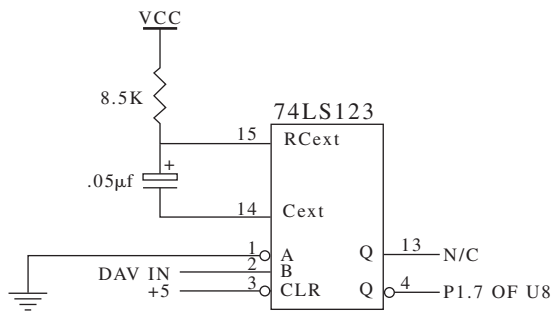 VCC
8.5K
74LS123
15 RCext
+
.05μf
14 Cext
1 A Q 13 N/C
DAV IN 2 B
+5 3 CLR Q 4 P1.7 OF U8